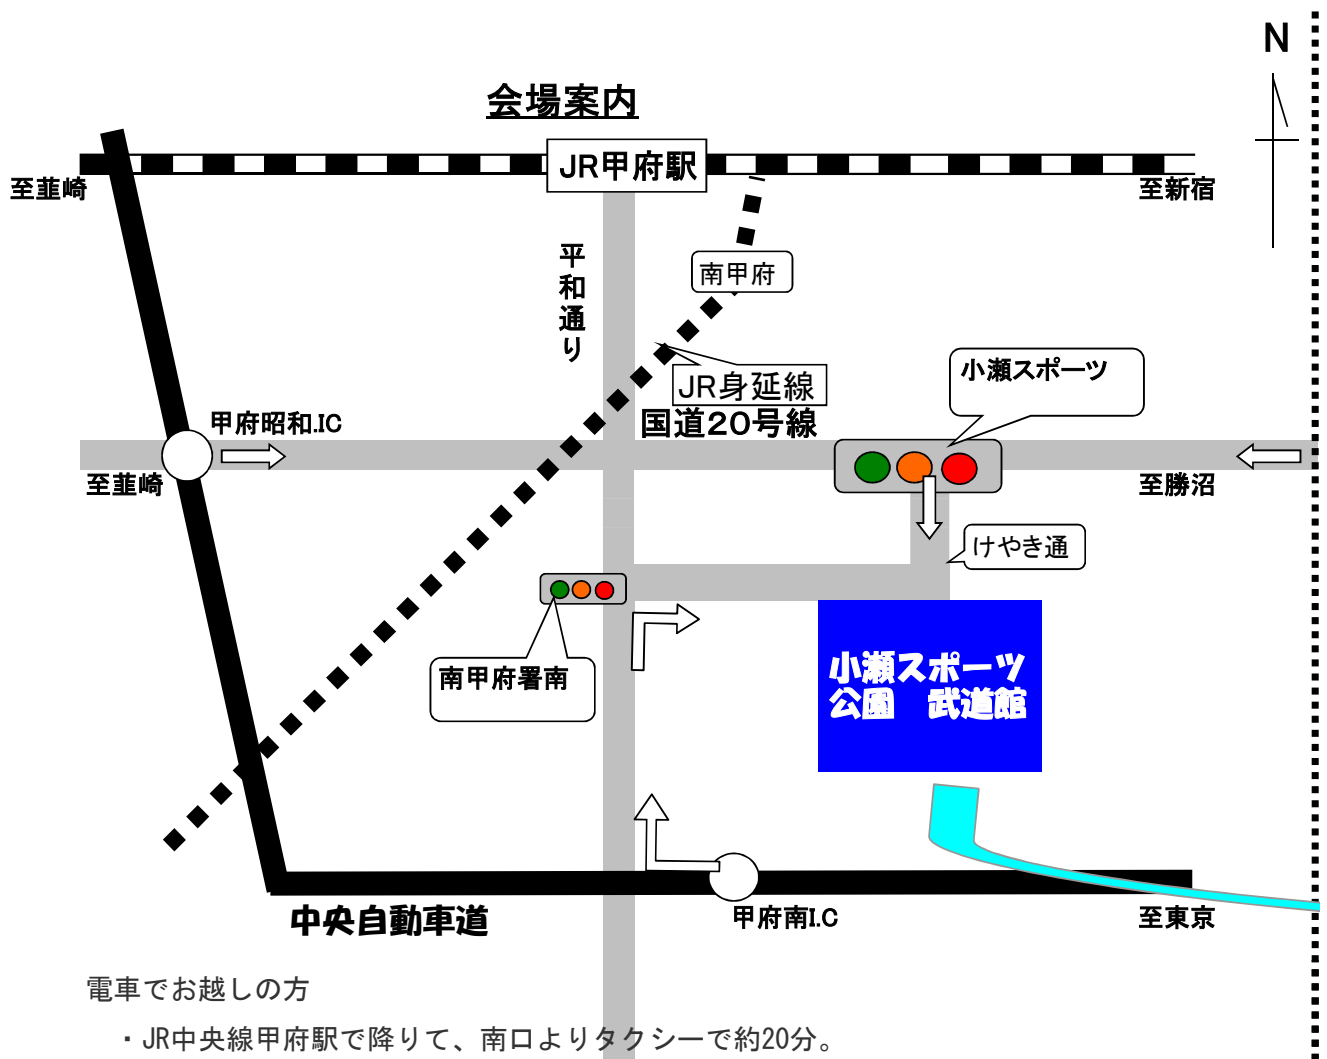 N
会場案内
JR甲府駅
至韮崎
至新宿
平和通り
南甲府
小瀬スポーツ
JR身延線
国道20号線
甲府昭和.IC
至韮崎
至勝沼
けやき通
南甲府署南
小瀬スポーツ
公園　武道館
中央自動車道
甲府南I.C
至東京
電車でお越しの方
・JR中央線甲府駅で降りて、南口よりタクシーで約20分。